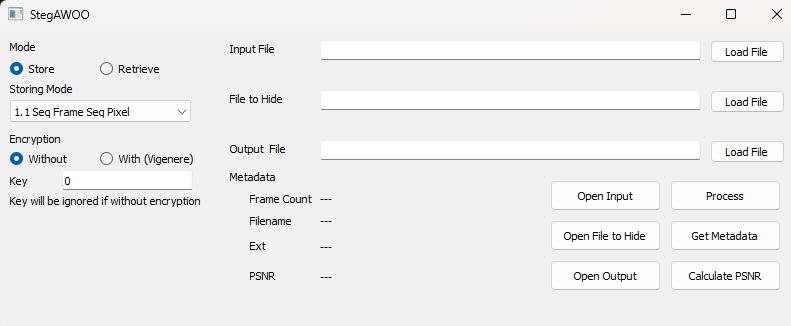 StegAWOO
Mode
Store Retrieve
Storing Mode
1.1 Seq Frame Seq Pixel
Encryption
Without With (Vigenere)
Key 0
Key will be ignored if without encryption
Input File Load File
File to Hide Load File
Output File Load File
Metadata
Frame Count ---
Filename ---
Ext ---
PSNR ---
Open Input Process
Open File to Hide Get Metadata
Open Output Calculate PSNR